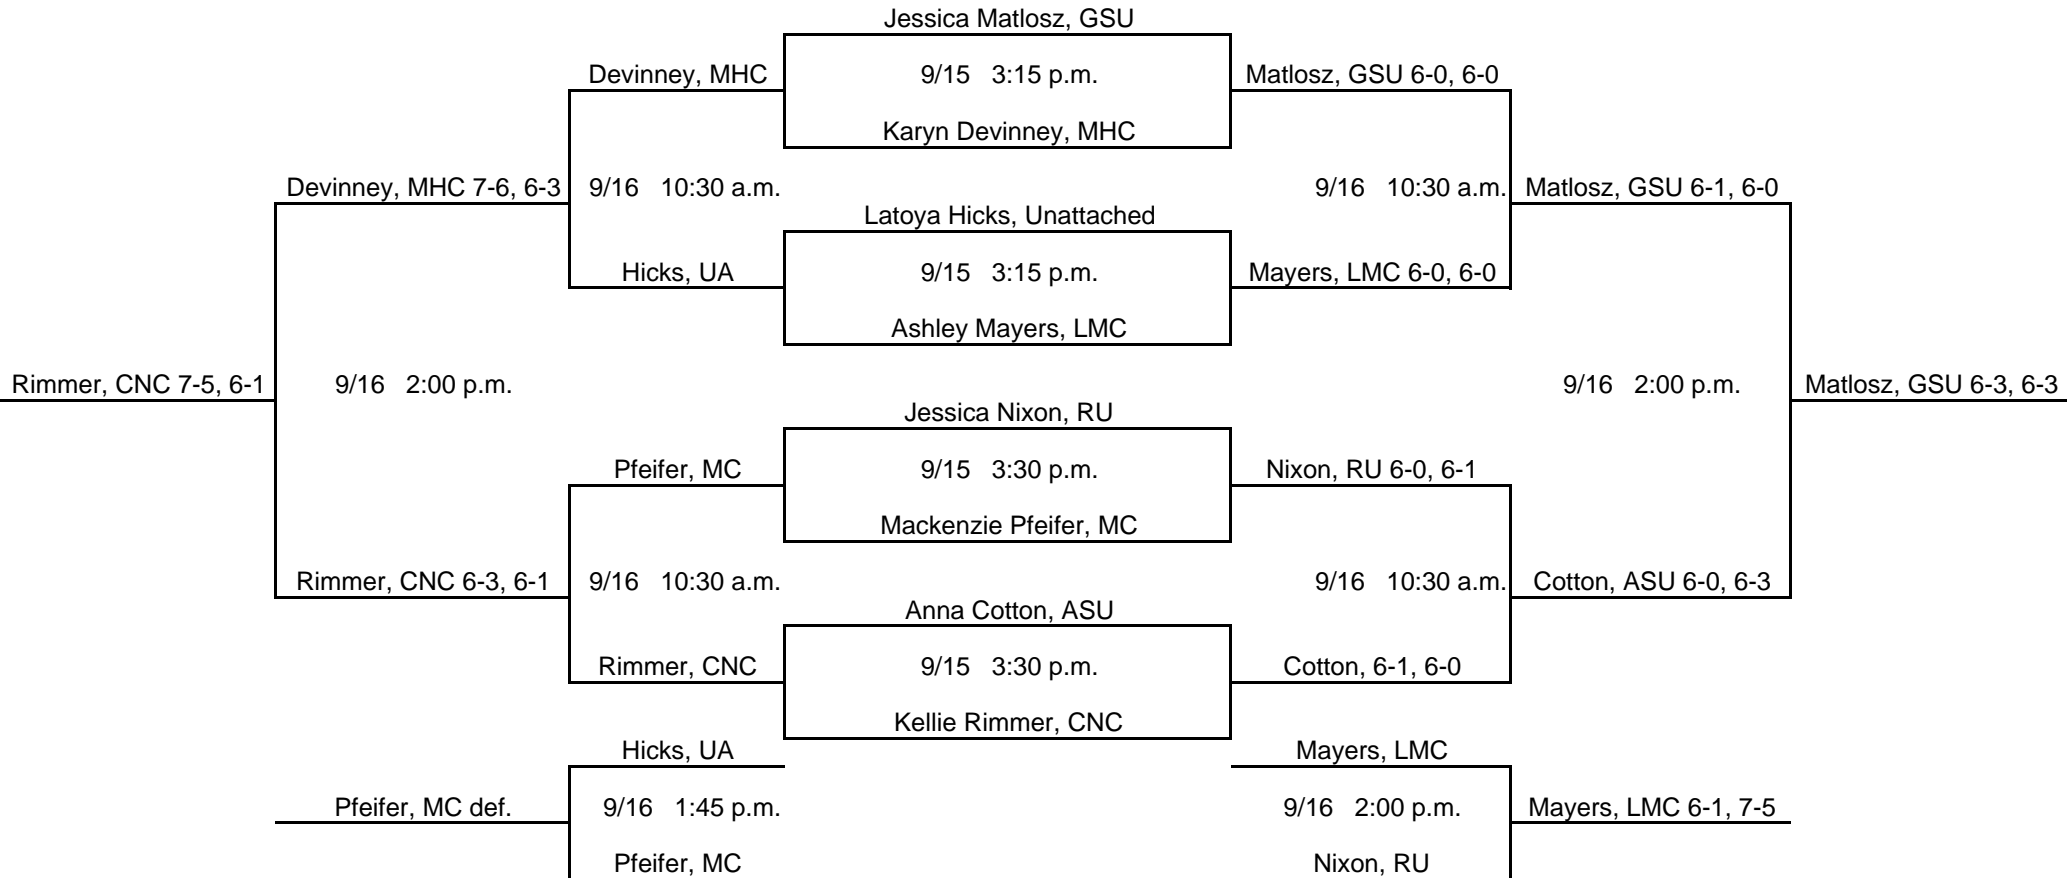 Jessica Matlosz, GSU
Devinney, MHC 9/15 3:15 p.m. Matlosz, GSU 6-0, 6-0
Karyn Devinney, MHC
Devinney, MHC 7-6, 6-3 9/16 10:30 a.m. 9/16 10:30 a.m. Matlosz, GSU 6-1, 6-0
Latoya Hicks, Unattached
Hicks, UA 9/15 3:15 p.m. Mayers, LMC 6-0, 6-0
Ashley Mayers, LMC
Rimmer, CNC 7-5, 6-1 9/16 2:00 p.m. 9/16 2:00 p.m. Matlosz, GSU 6-3, 6-3
Jessica Nixon, RU
Pfeifer, MC 9/15 3:30 p.m. Nixon, RU 6-0, 6-1
Mackenzie Pfeifer, MC
Rimmer, CNC 6-3, 6-1 9/16 10:30 a.m. 9/16 10:30 a.m. Cotton, ASU 6-0, 6-3
Anna Cotton, ASU
Rimmer, CNC 9/15 3:30 p.m. Cotton, 6-1, 6-0
Kellie Rimmer, CNC
Hicks, UA Mayers, LMC
Pfeifer, MC def. 9/16 1:45 p.m. 9/16 2:00 p.m. Mayers, LMC 6-1, 7-5
Pfeifer, MC Nixon, RU